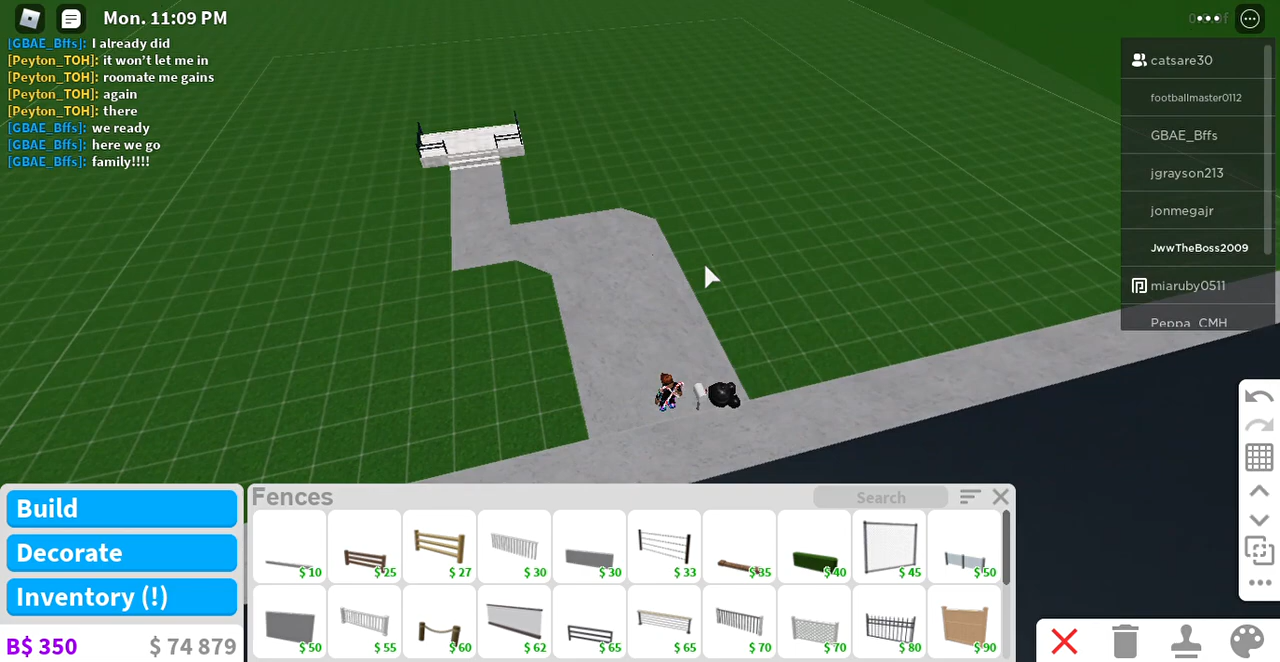 Mon. 11:09 PM
[GBAE_Bffs]: I already did
[Peyton_TOH]: it won't let me in
[Peyton_TOH]: roomate me gains
[Peyton_TOH]: again
[Peyton_TOH]: there
[GBAE_Bffs]: we ready
[GBAE_Bffs]: here we go
[GBAE_Bffs]: family!!!!
catsare30
footballmaster0112
GBAE_Bffs
jgrayson213
jonmegajr
JwwTheBoss2009
miaruby0511
Peppa_CMH
Build
Decorate
Inventory (!)
B$ 350 $ 74 879
Fences Search
$ 10 $ 25 $ 27 $ 30 $ 30 $ 33 $ 35 $ 40 $ 45 $ 50
$ 50 $ 55 $ 60 $ 62 $ 65 $ 65 $ 70 $ 70 $ 80 $ 90